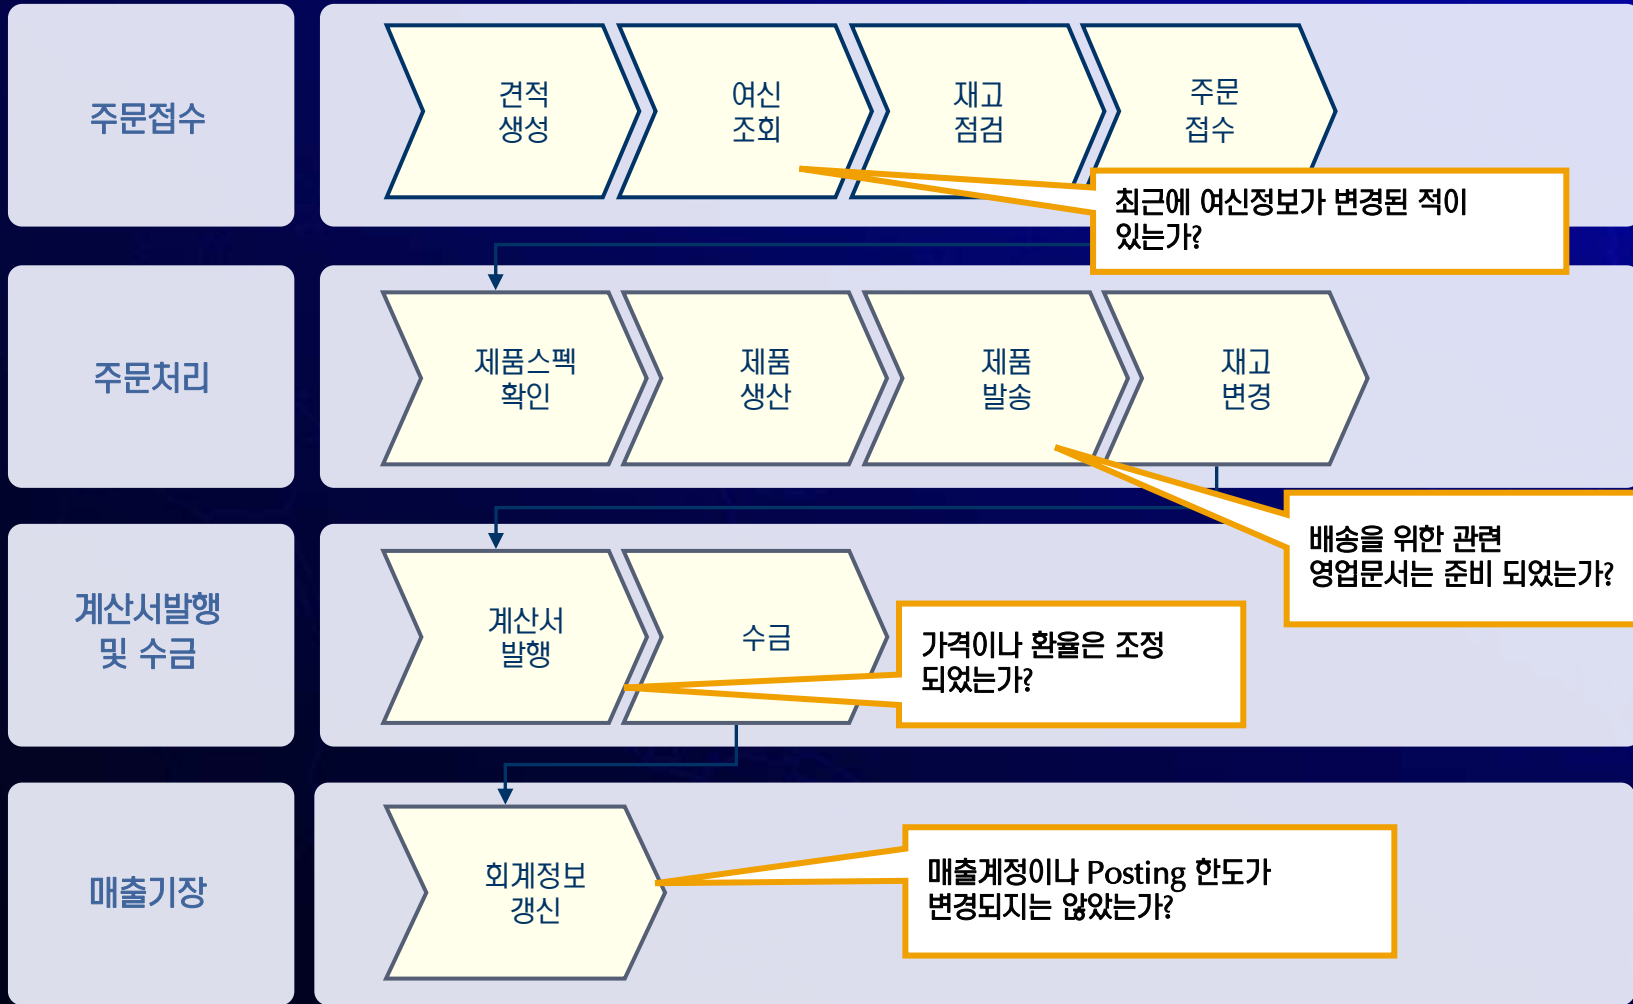 주문접수
견적
생성
여신
조회
재고
점검
주문
접수
최근에 여신정보가 변경된 적이
있는가?
주문처리
제품스펙
확인
제품
생산
제품
발송
재고
변경
배송을 위한 관련
영업문서는 준비 되었는가?
계산서발행
및 수금
계산서
발행
수금
가격이나 환율은 조정
되었는가?
매출기장
회계정보
갱신
매출계정이나 Posting 한도가
변경되지는 않았는가?